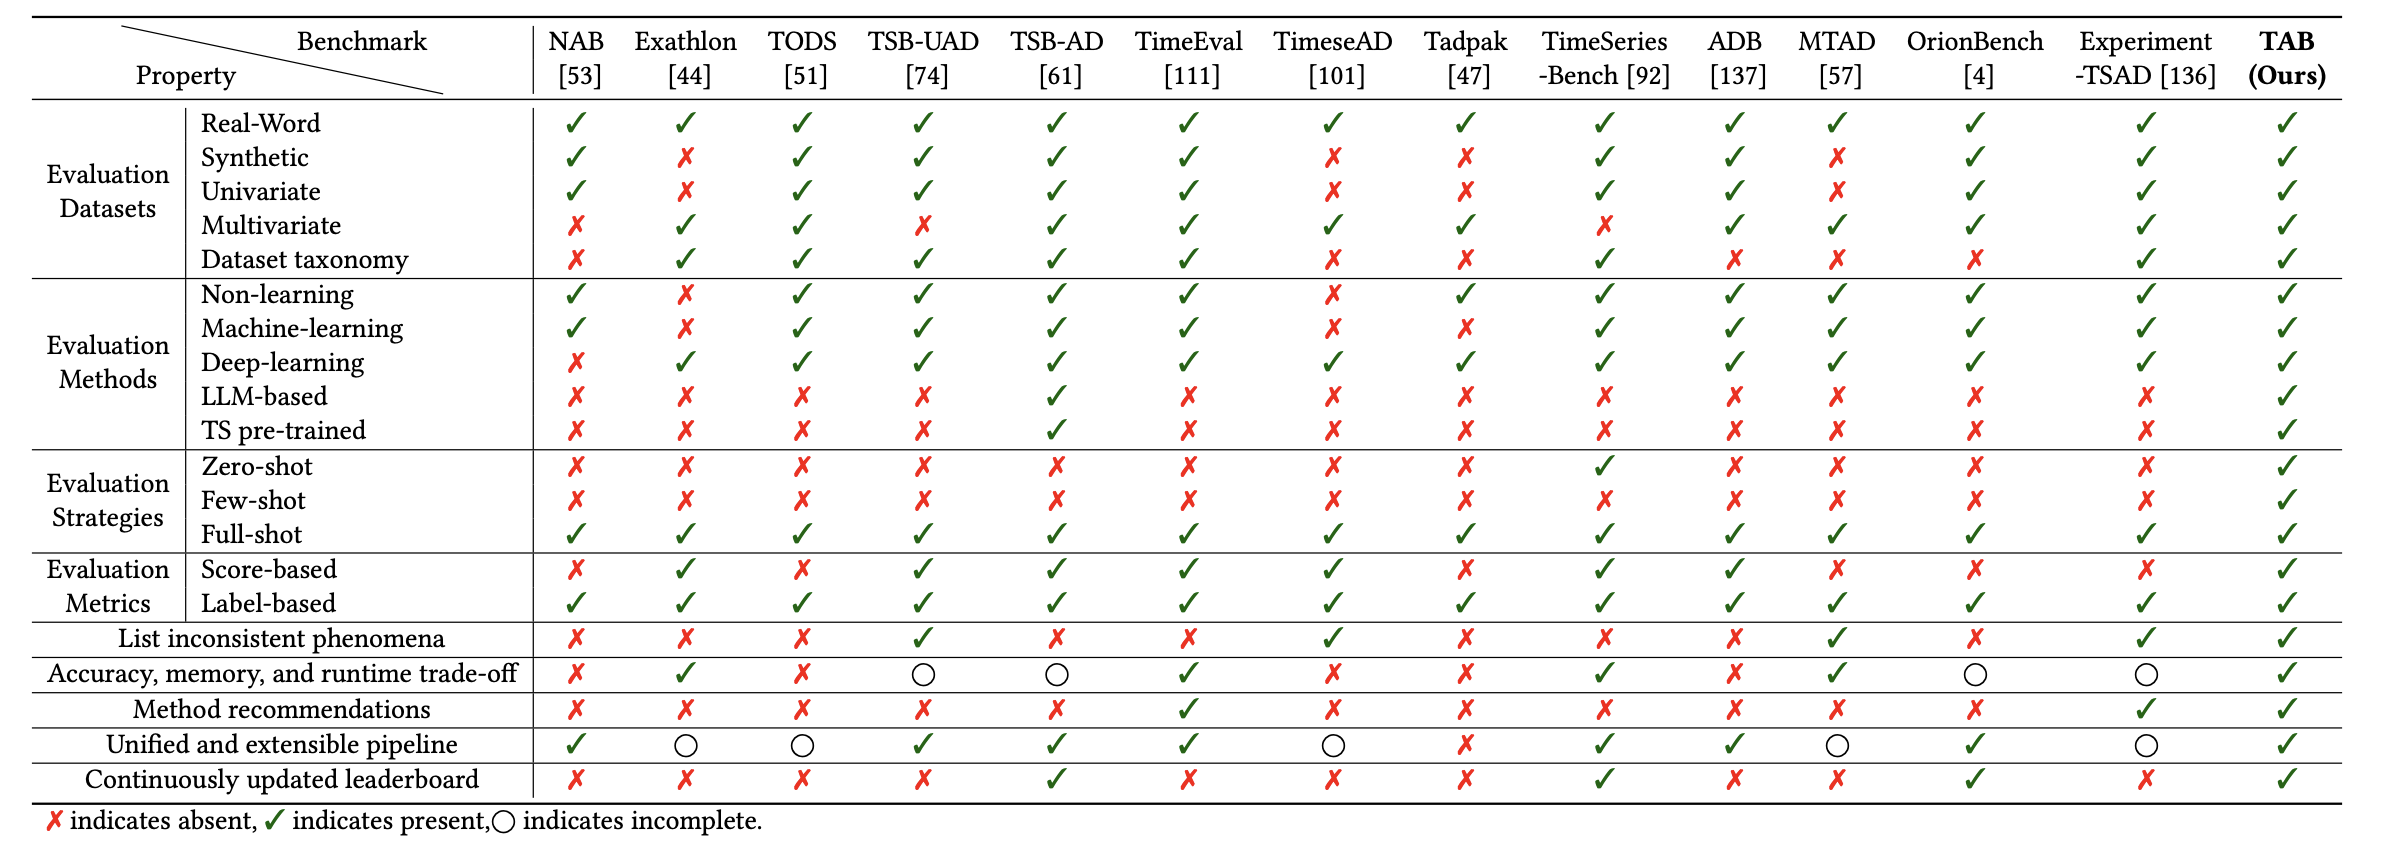 Benchmark NAB Exathlon TODS TSB-UAD TSB-AD TimeEval TimeseAD Tadpak TimeSeries ADB MTAD OrionBench Experiment TAB
Property [53] [44] [51] [74] [61] [111] [101] [47] -Bench [92] [137] [57] [4] -TSAD [136] (Ours)
Evaluation Datasets
Real-Word ✓ ✓ ✓ ✓ ✓ ✓ ✓ ✓ ✓ ✓ ✓ ✓ ✓ ✓
Synthetic ✓ ✗ ✓ ✓ ✓ ✓ ✗ ✗ ✓ ✓ ✗ ✓ ✓ ✓
Univariate ✓ ✗ ✓ ✓ ✓ ✓ ✗ ✗ ✓ ✓ ✗ ✓ ✓ ✓
Multivariate ✗ ✓ ✓ ✗ ✓ ✓ ✓ ✓ ✗ ✓ ✓ ✓ ✓ ✓
Dataset taxonomy ✗ ✓ ✓ ✓ ✓ ✓ ✗ ✗ ✓ ✗ ✗ ✗ ✓ ✓
Evaluation Methods
Non-learning ✓ ✗ ✓ ✓ ✓ ✓ ✗ ✓ ✓ ✓ ✓ ✓ ✓ ✓
Machine-learning ✓ ✗ ✓ ✓ ✓ ✓ ✗ ✗ ✓ ✓ ✓ ✓ ✓ ✓
Deep-learning ✗ ✓ ✓ ✓ ✓ ✓ ✓ ✓ ✓ ✓ ✓ ✓ ✓ ✓
LLM-based ✗ ✗ ✗ ✗ ✓ ✗ ✗ ✗ ✗ ✗ ✗ ✗ ✗ ✓
TS pre-trained ✗ ✗ ✗ ✗ ✓ ✗ ✗ ✗ ✗ ✗ ✗ ✗ ✗ ✓
Evaluation Strategies
Zero-shot ✗ ✗ ✗ ✗ ✗ ✗ ✗ ✗ ✓ ✗ ✗ ✗ ✗ ✓
Few-shot ✗ ✗ ✗ ✗ ✗ ✗ ✗ ✗ ✗ ✗ ✗ ✗ ✗ ✓
Full-shot ✓ ✓ ✓ ✓ ✓ ✓ ✓ ✓ ✓ ✓ ✓ ✓ ✓ ✓
Evaluation Metrics
Score-based ✗ ✓ ✗ ✓ ✓ ✓ ✓ ✗ ✓ ✓ ✗ ✗ ✗ ✓
Label-based ✓ ✓ ✓ ✓ ✓ ✓ ✓ ✓ ✓ ✓ ✓ ✓ ✓ ✓
List inconsistent phenomena ✗ ✗ ✗ ✓ ✗ ✗ ✓ ✗ ✗ ✗ ✓ ✗ ✓ ✓
Accuracy, memory, and runtime trade-off ✗ ✓ ✗ ○ ○ ✓ ✗ ✗ ✓ ✗ ✓ ○ ○ ✓
Method recommendations ✗ ✗ ✗ ✗ ✗ ✓ ✗ ✗ ✗ ✗ ✗ ✗ ✓ ✓
Unified and extensible pipeline ✓ ○ ○ ✓ ✓ ✓ ○ ✗ ✓ ✓ ○ ✓ ○ ✓
Continuously updated leaderboard ✗ ✗ ✗ ✗ ✓ ✗ ✗ ✗ ✓ ✗ ✗ ✓ ✗ ✓
✗ indicates absent, ✓ indicates present,○ indicates incomplete.